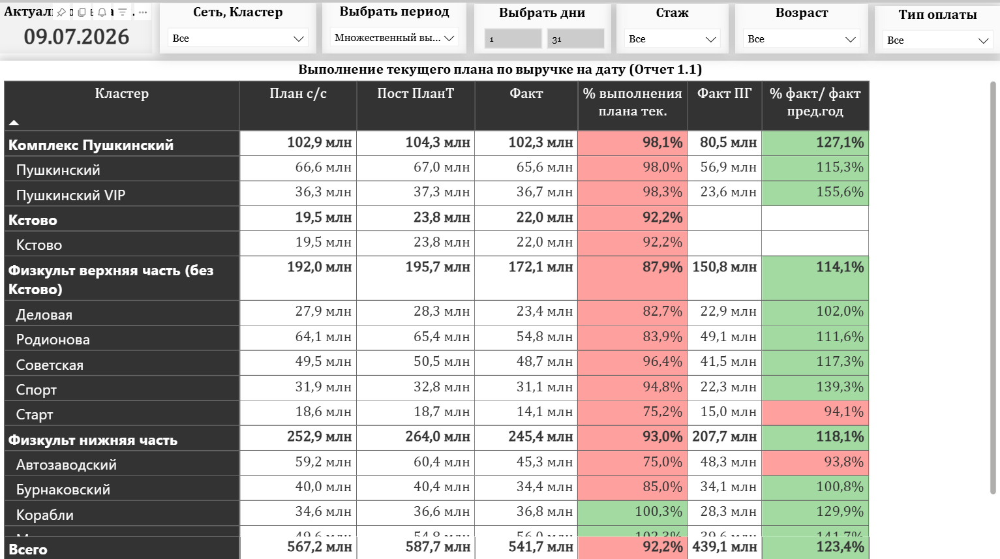 Сеть, Кластер
Выбрать период
Выбрать дни
Стаж
Возраст
Тип оплаты
09.07.2026
Все
Множественный вы...
1
31
Все
Все
Все
Выполнение текущего плана по выручке на дату (Отчет 1.1)
Кластер План с/с Пост ПланТ Факт % выполнения плана тек. Факт ПГ % факт/ факт пред.год
Комплекс Пушкинский 102,9 млн 104,3 млн 102,3 млн 98,1% 80,5 млн 127,1%
Пушкинский 66,6 млн 67,0 млн 65,6 млн 98,0% 56,9 млн 115,3%
Пушкинский VIP 36,3 млн 37,3 млн 36,7 млн 98,3% 23,6 млн 155,6%
Кстово 19,5 млн 23,8 млн 22,0 млн 92,2%
Кстово 19,5 млн 23,8 млн 22,0 млн 92,2%
Физкульт верхняя часть (без Кстово) 192,0 млн 195,7 млн 172,1 млн 87,9% 150,8 млн 114,1%
Деловая 27,9 млн 28,3 млн 23,4 млн 82,7% 22,9 млн 102,0%
Родионова 64,1 млн 65,4 млн 54,8 млн 83,9% 49,1 млн 111,6%
Советская 49,5 млн 50,5 млн 48,7 млн 96,4% 41,5 млн 117,3%
Спорт 31,9 млн 32,8 млн 31,1 млн 94,8% 22,3 млн 139,3%
Старт 18,6 млн 18,7 млн 14,1 млн 75,2% 15,0 млн 94,1%
Физкульт нижняя часть 252,9 млн 264,0 млн 245,4 млн 93,0% 207,7 млн 118,1%
Автозаводский 59,2 млн 60,4 млн 45,3 млн 75,0% 48,3 млн 93,8%
Бурнаковский 40,0 млн 40,4 млн 34,4 млн 85,0% 34,1 млн 100,8%
Корабли 34,6 млн 36,6 млн 36,8 млн 100,3% 28,3 млн 129,9%
Всего 567,2 млн 587,7 млн 541,7 млн 92,2% 439,1 млн 123,4%